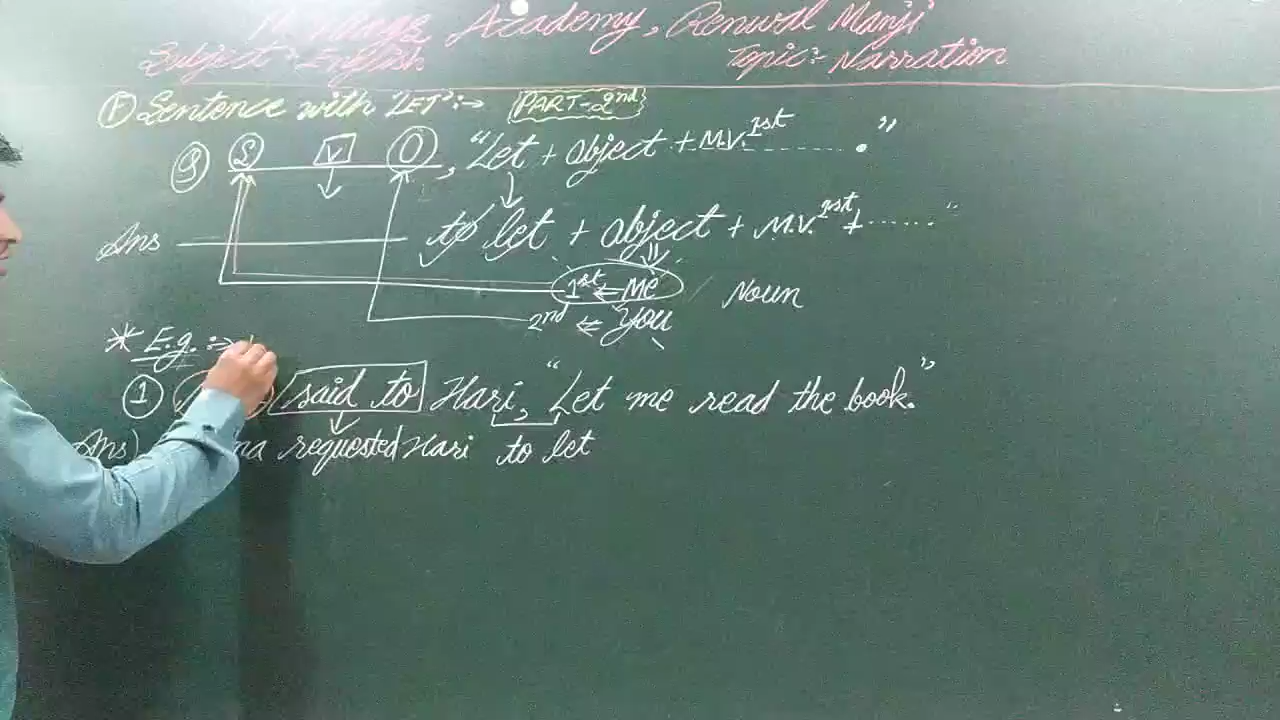 Academy, Renwal Manji
Subject:- English Topic:- Narration
(F) Sentence with 'LET' :→ PART-2nd
S V O , "Let + object + M.V.1st ........ ."
Ans to let + object + M.V.1st + ...... "
1st ⇐ Me / Noun
2nd ⇐ You
* E.g. :→
(1) said to Hari, "Let me read the book."
Ans) requested Hari to let